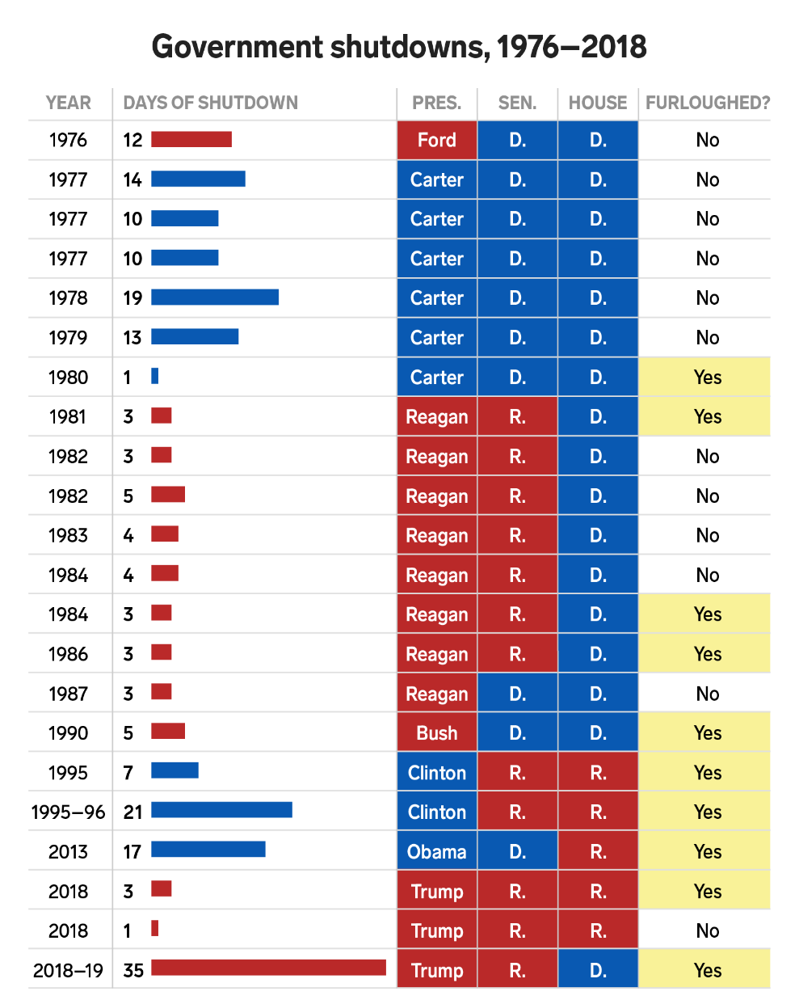 Government shutdowns, 1976–2018
YEAR DAYS OF SHUTDOWN PRES. SEN. HOUSE FURLOUGHED?
1976 12 Ford D. D. No
1977 14 Carter D. D. No
1977 10 Carter D. D. No
1977 10 Carter D. D. No
1978 19 Carter D. D. No
1979 13 Carter D. D. No
1980 1 Carter D. D. Yes
1981 3 Reagan R. D. Yes
1982 3 Reagan R. D. No
1982 5 Reagan R. D. No
1983 4 Reagan R. D. No
1984 4 Reagan R. D. No
1984 3 Reagan R. D. Yes
1986 3 Reagan R. D. Yes
1987 3 Reagan D. D. No
1990 5 Bush D. D. Yes
1995 7 Clinton R. R. Yes
1995–96 21 Clinton R. R. Yes
2013 17 Obama D. R. Yes
2018 3 Trump R. R. Yes
2018 1 Trump R. R. No
2018–19 35 Trump R. D. Yes